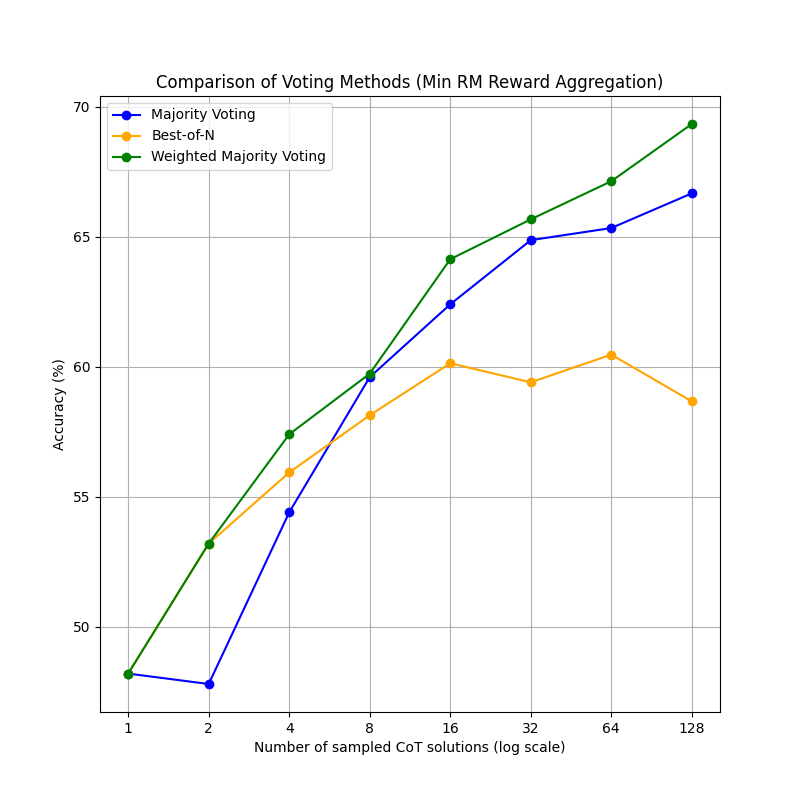 Comparison of Voting Methods (Min RM Reward Aggregation)
Majority Voting
Best-of-N
Weighted Majority Voting
70
65
60
55
50
Accuracy (%)
1 2 4 8 16 32 64 128
Number of sampled CoT solutions (log scale)